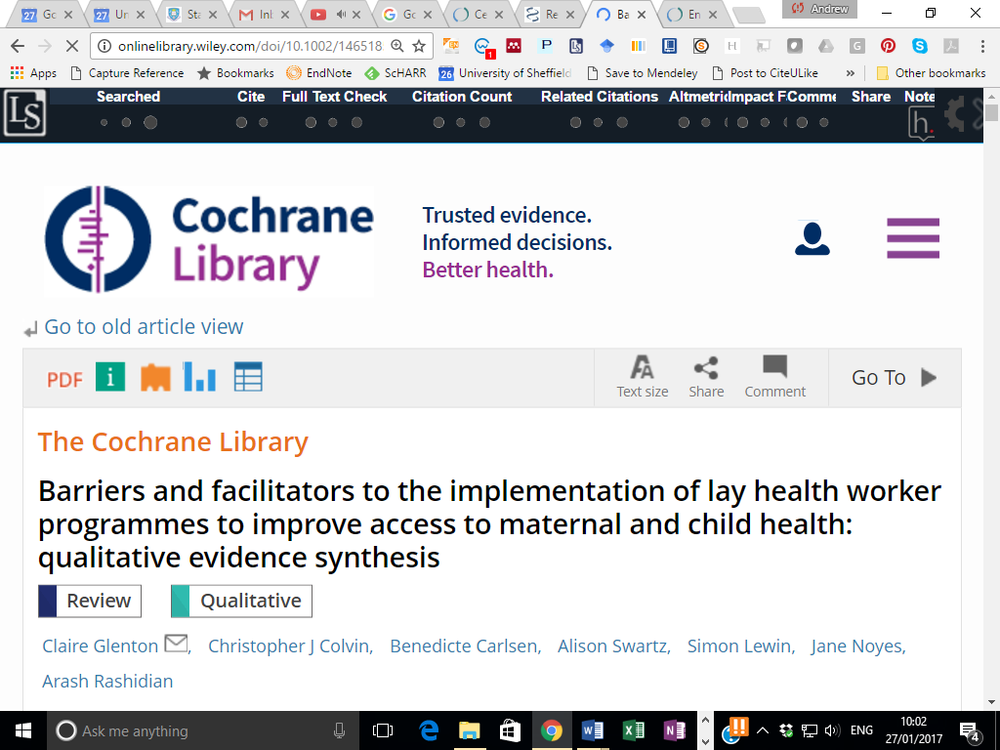 Go Un Sta Inl Go Ce Re Ba En Andrew
onlinelibrary.wiley.com/doi/10.1002/146518
Apps Capture Reference Bookmarks EndNote ScHARR University of Sheffield Save to Mendeley Post to CiteULike » Other bookmarks
LS Searched Cite Full Text Check Citation Count Related Citations Altmetri Impact F Comme Share Note
h.
Cochrane
Library
Trusted evidence.
Informed decisions.
Better health.
Go to old article view
PDF i Text size Share Comment Go To
The Cochrane Library
Barriers and facilitators to the implementation of lay health worker
programmes to improve access to maternal and child health:
qualitative evidence synthesis
Review Qualitative
Claire Glenton, Christopher J Colvin, Benedicte Carlsen, Alison Swartz, Simon Lewin, Jane Noyes,
Arash Rashidian
Ask me anything ENG 10:02
27/01/2017 4